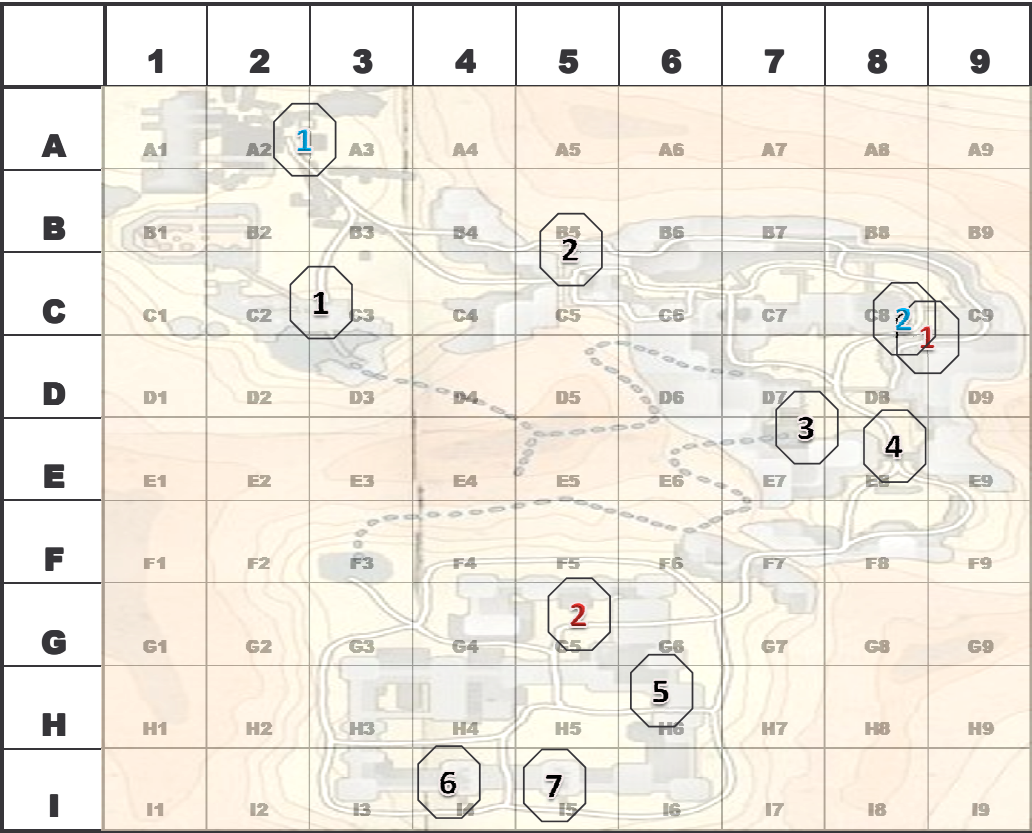 1 2 3 4 5 6 7 8 9
A A1 A2 1 A3 A4 A5 A6 A7 A8 A9
B B1 B2 B3 B4 B5 B6 B7 B8 B9
2
C C1 C2 1 C3 C4 C5 C6 C7 C8 2 C9
1
D D1 D2 D3 D4 D5 D6 D7 D8 D9
3 4
E E1 E2 E3 E4 E5 E6 E7 E8 E9
F F1 F2 F3 F4 F5 F6 F7 F8 F9
2
G G1 G2 G3 G4 G5 G6 G7 G8 G9
5
H H1 H2 H3 H4 H5 H6 H7 H8 H9
6 7
I I1 I2 I3 I4 I5 I6 I7 I8 I9